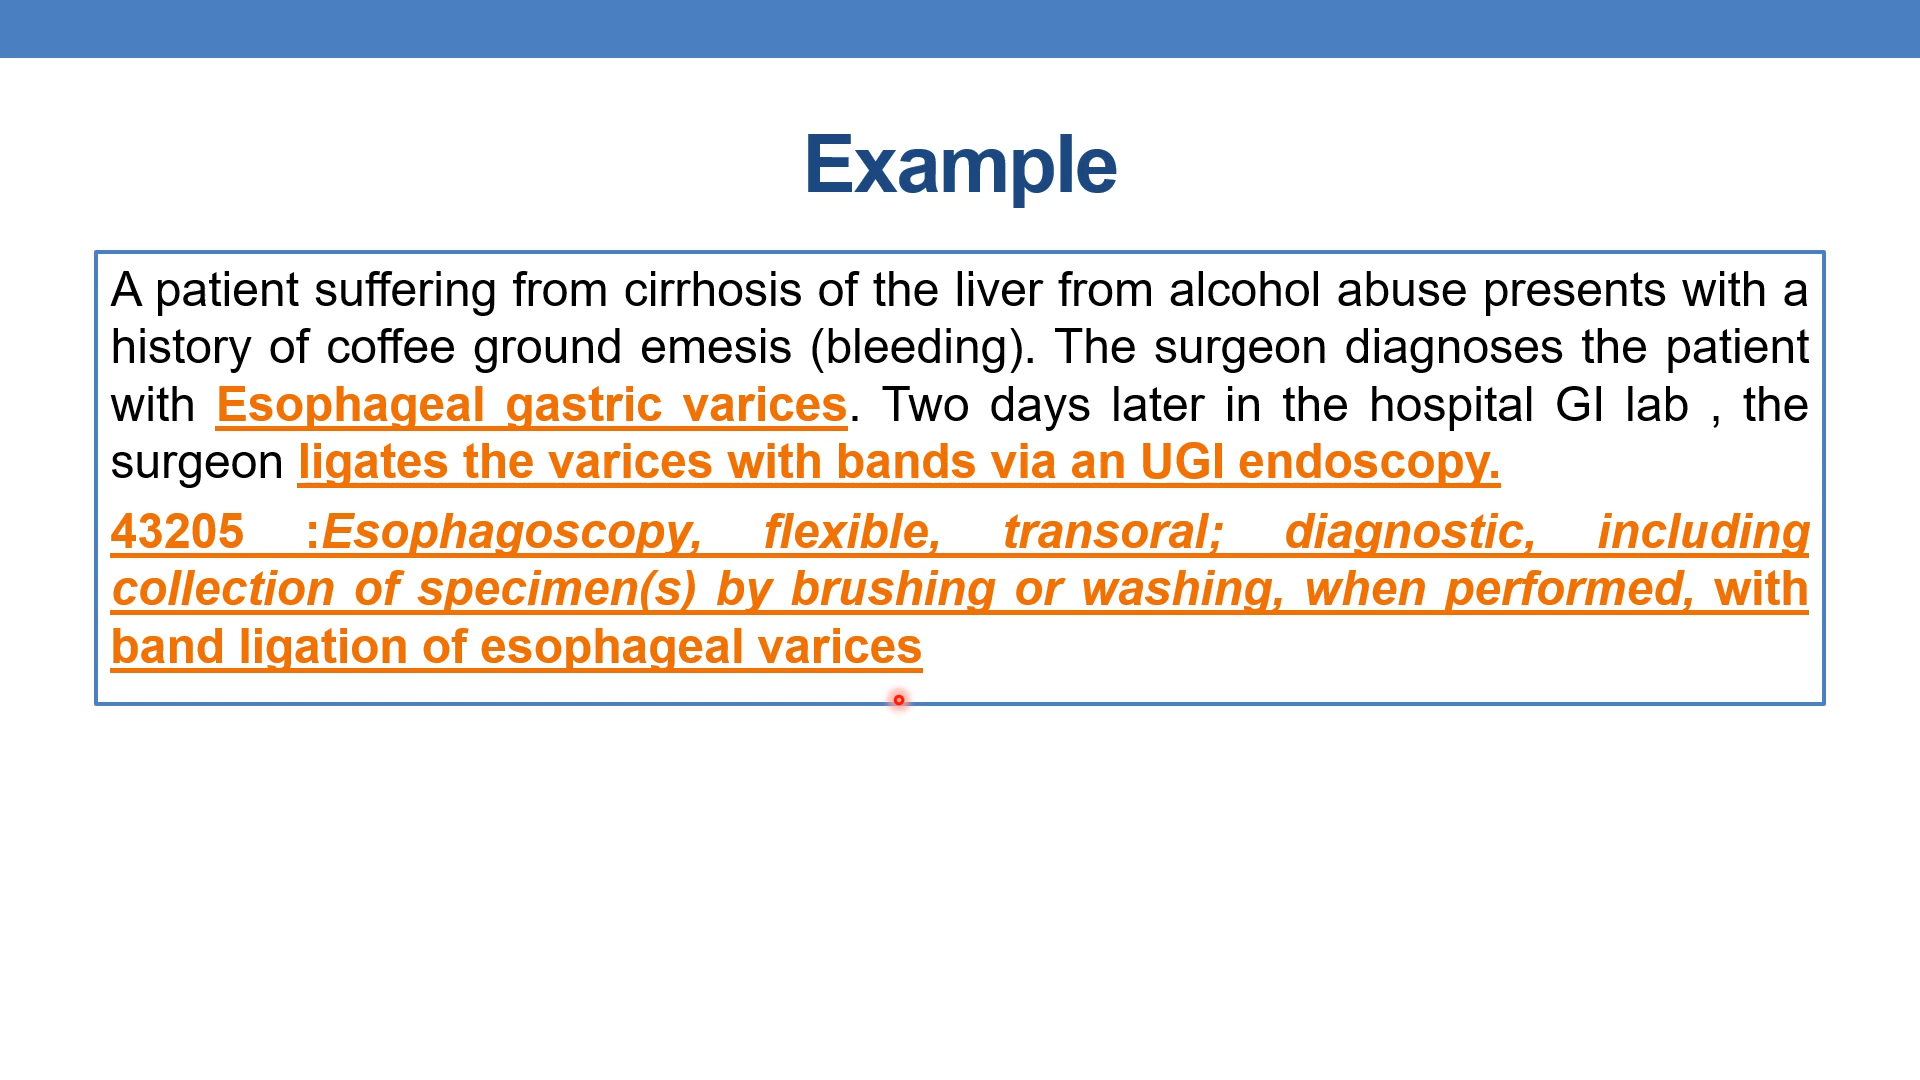 Example
A patient suffering from cirrhosis of the liver from alcohol abuse presents with a
history of coffee ground emesis (bleeding). The surgeon diagnoses the patient
with Esophageal gastric varices. Two days later in the hospital GI lab , the
surgeon ligates the varices with bands via an UGI endoscopy.
43205 :Esophagoscopy, flexible, transoral; diagnostic, including
collection of specimen(s) by brushing or washing, when performed, with
band ligation of esophageal varices